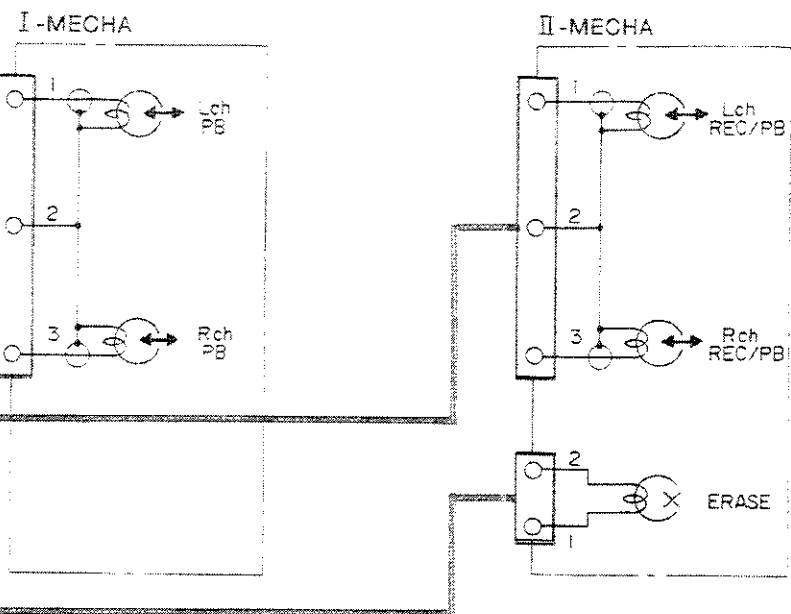 I-MECHA
1
Lch
PB
2
3
Rch
PB
II-MECHA
1
Lch
REC/PB
2
3
Rch
REC/PB
2
ERASE
1